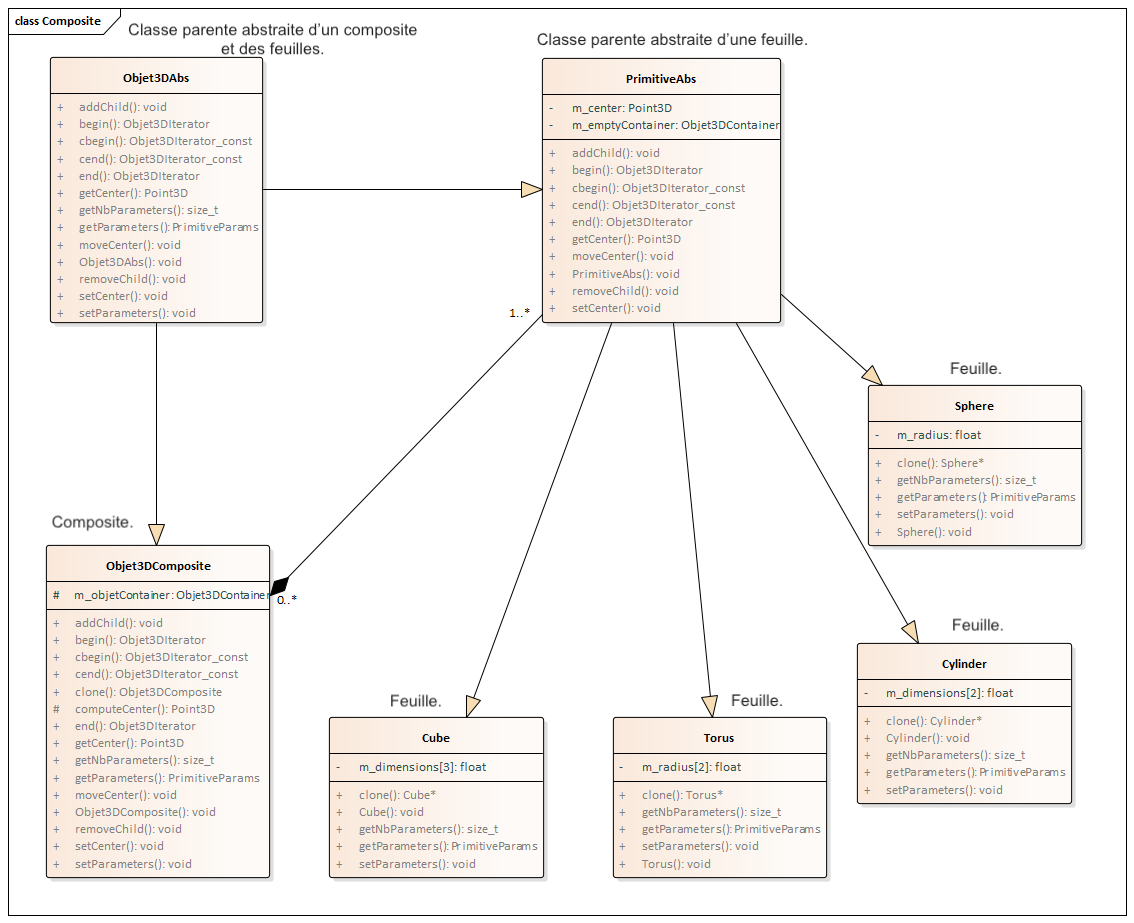 class Composite
Classe parente abstraite d'un composite
et des feuilles.
Classe parente abstraite d'une feuille.
Objet3DAbs
+ addChild(): void
+ begin(): Objet3DIterator
+ cbegin(): Objet3DIterator_const
+ cend(): Objet3DIterator_const
+ end(): Objet3DIterator
+ getCenter(): Point3D
+ getNbParameters(): size_t
+ getParameters(): PrimitiveParams
+ moveCenter(): void
+ Objet3DAbs(): void
+ removeChild(): void
+ setCenter(): void
+ setParameters(): void
PrimitiveAbs
- m_center: Point3D
- m_emptyContainer: Objet3DContainer
+ addChild(): void
+ begin(): Objet3DIterator
+ cbegin(): Objet3DIterator_const
+ cend(): Objet3DIterator_const
+ end(): Objet3DIterator
+ getCenter(): Point3D
+ moveCenter(): void
+ PrimitiveAbs(): void
+ removeChild(): void
+ setCenter(): void
1..*
Feuille.
Sphere
- m_radius: float
+ clone(): Sphere*
+ getNbParameters(): size_t
+ getParameters(): PrimitiveParams
+ setParameters(): void
+ Sphere(): void
Composite.
Objet3DComposite
# m_objetContainer: Objet3DContainer
0..*
+ addChild(): void
+ begin(): Objet3DIterator
+ cbegin(): Objet3DIterator_const
+ cend(): Objet3DIterator_const
+ clone(): Objet3DComposite
# computeCenter(): Point3D
+ end(): Objet3DIterator
+ getCenter(): Point3D
+ getNbParameters(): size_t
+ getParameters(): PrimitiveParams
+ moveCenter(): void
+ Objet3DComposite(): void
+ removeChild(): void
+ setCenter(): void
+ setParameters(): void
Feuille.
Cube
- m_dimensions[3]: float
+ clone(): Cube*
+ Cube(): void
+ getNbParameters(): size_t
+ getParameters(): PrimitiveParams
+ setParameters(): void
Feuille.
Torus
- m_radius[2]: float
+ clone(): Torus*
+ getNbParameters(): size_t
+ getParameters(): PrimitiveParams
+ setParameters(): void
+ Torus(): void
Feuille.
Cylinder
- m_dimensions[2]: float
+ clone(): Cylinder*
+ Cylinder(): void
+ getNbParameters(): size_t
+ getParameters(): PrimitiveParams
+ setParameters(): void